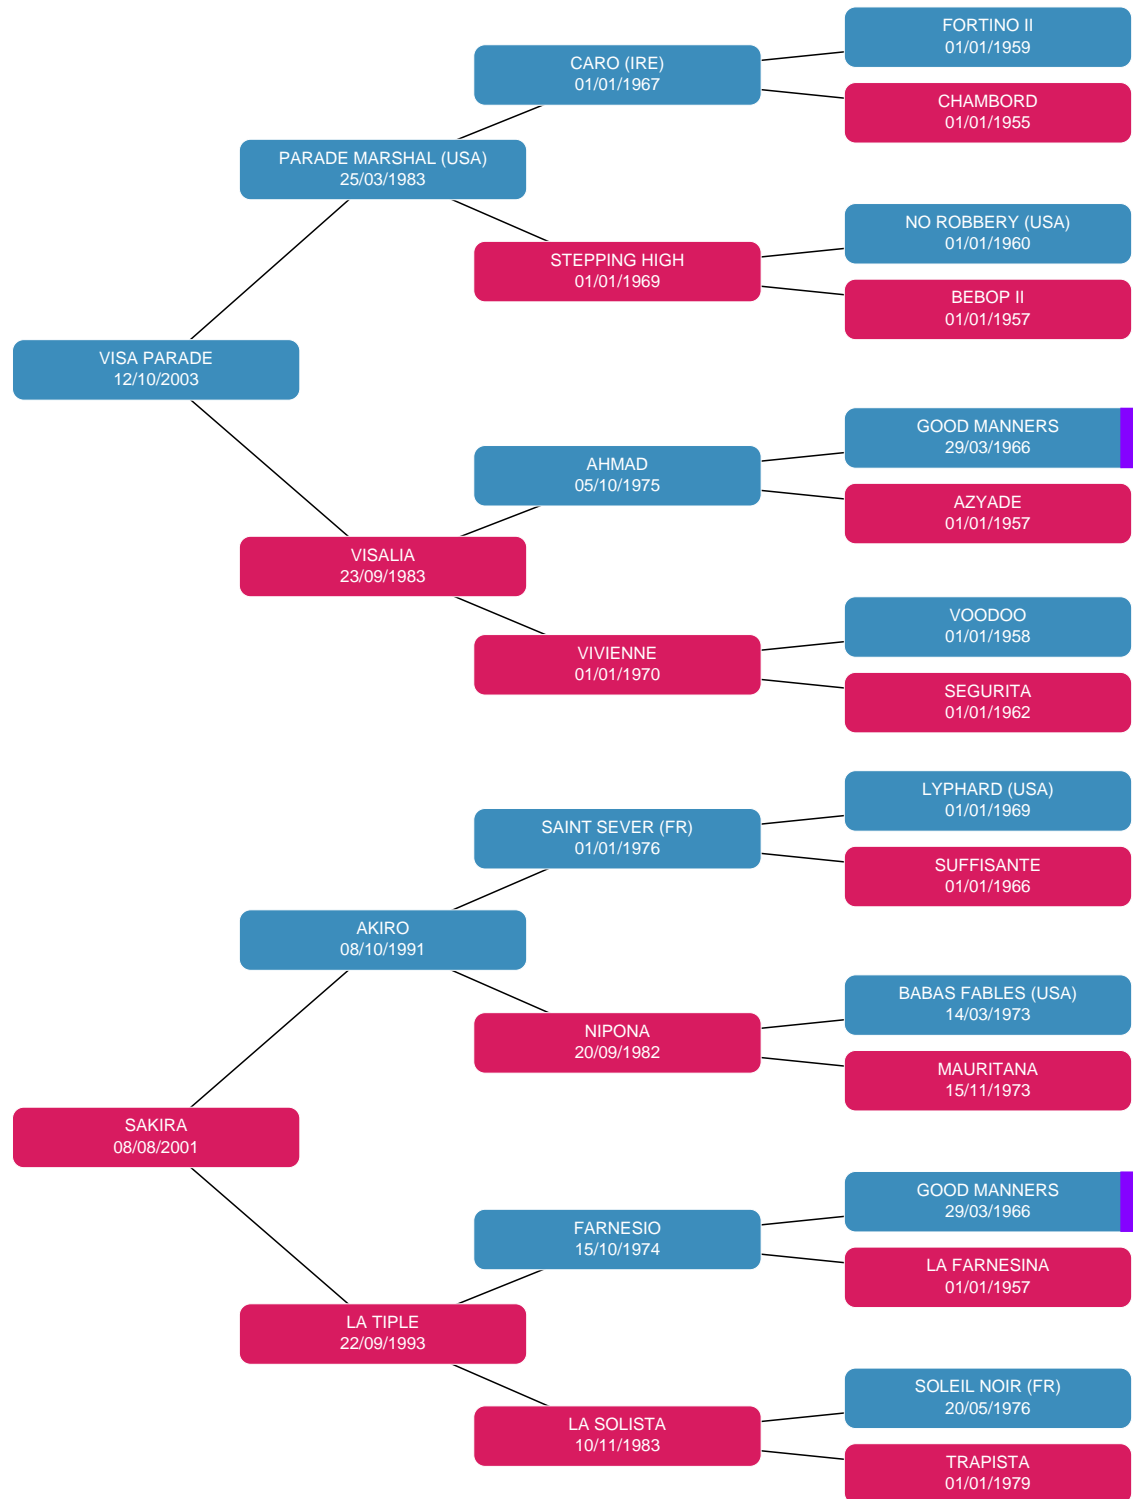 FORTINO II
01/01/1959
CARO (IRE)
01/01/1967
CHAMBORD
01/01/1955
PARADE MARSHAL (USA)
25/03/1983
NO ROBBERY (USA)
01/01/1960
STEPPING HIGH
01/01/1969
BEBOP II
01/01/1957
VISA PARADE
12/10/2003
GOOD MANNERS
29/03/1966
AHMAD
05/10/1975
AZYADE
01/01/1957
VISALIA
23/09/1983
VOODOO
01/01/1958
VIVIENNE
01/01/1970
SEGURITA
01/01/1962
LYPHARD (USA)
01/01/1969
SAINT SEVER (FR)
01/01/1976
SUFFISANTE
01/01/1966
AKIRO
08/10/1991
BABAS FABLES (USA)
14/03/1973
NIPONA
20/09/1982
MAURITANA
15/11/1973
SAKIRA
08/08/2001
GOOD MANNERS
29/03/1966
FARNESIO
15/10/1974
LA FARNESINA
01/01/1957
LA TIPLE
22/09/1993
SOLEIL NOIR (FR)
20/05/1976
LA SOLISTA
10/11/1983
TRAPISTA
01/01/1979